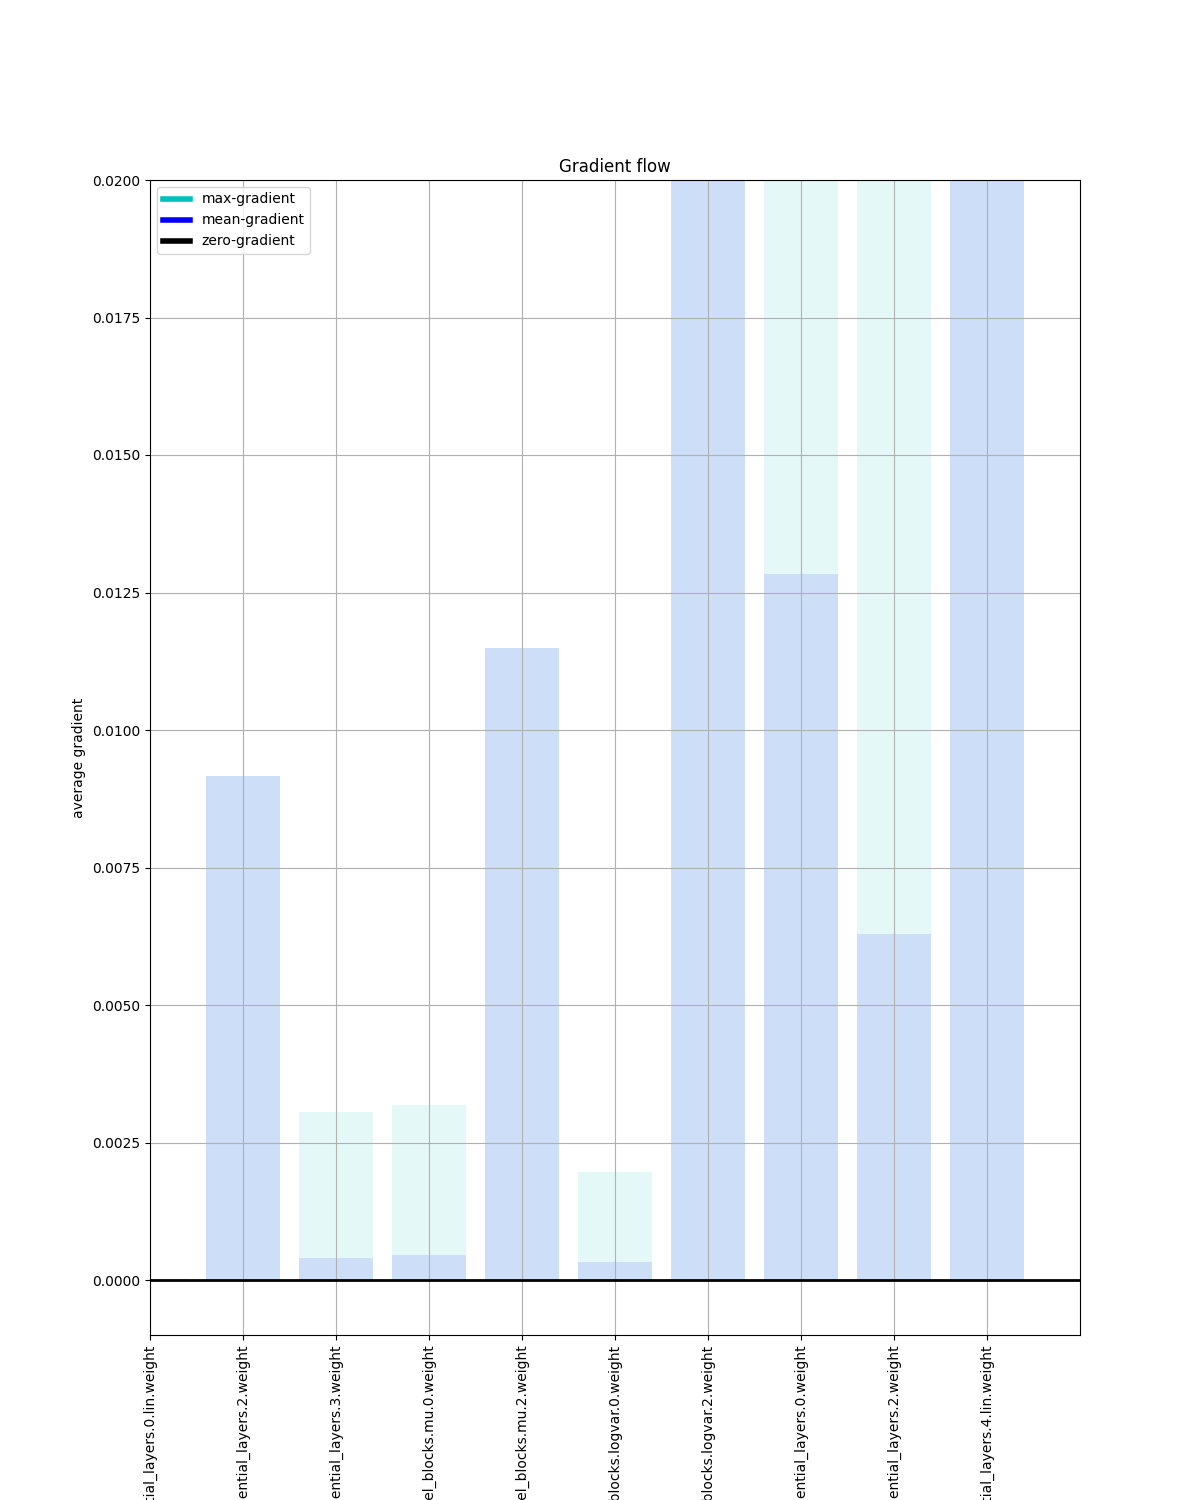 Gradient flow
max-gradient
mean-gradient
zero-gradient
0.0200
0.0175
0.0150
0.0125
0.0100
0.0075
0.0050
0.0025
0.0000
average gradient
tial_layers.0.lin.weight
ential_layers.2.weight
ential_layers.3.weight
el_blocks.mu.0.weight
el_blocks.mu.2.weight
blocks.logvar.0.weight
blocks.logvar.2.weight
ential_layers.0.weight
ential_layers.2.weight
tial_layers.4.lin.weight